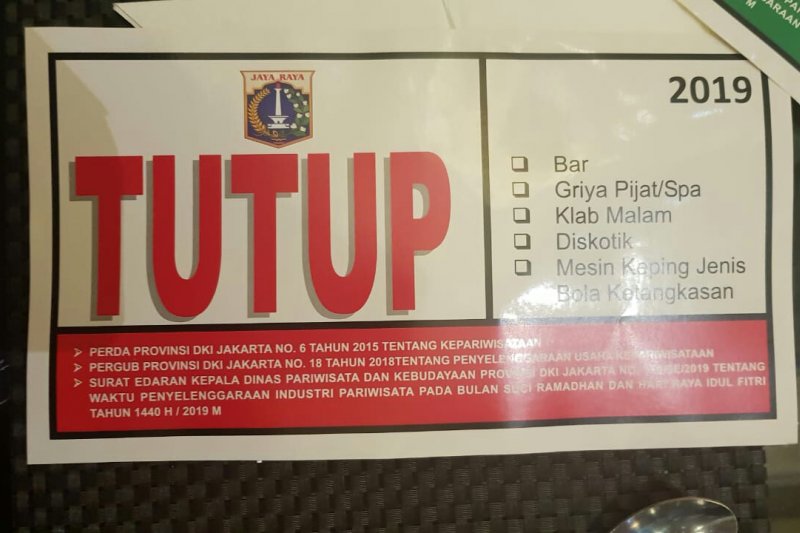 JAYA RAYA
TUTUP
2019
Bar
Griya Pijat/Spa
Klab Malam
Diskotik
Mesin Keping Jenis
Bola Ketangkasan
PERDA PROVINSI DKI JAKARTA NO. 6 TAHUN 2015 TENTANG KEPARIWISATAAN
PERGUB PROVINSI DKI JAKARTA NO. 18 TAHUN 2018TENTANG PENYELENGGARAAN USAHA KEPARIWISATAAN
SURAT EDARAN KEPALA DINAS PARIWISATA DAN KEBUDAYAAN PROVINSI DKI JAKARTA NO. TENTANG
WAKTU PENYELENGGARAAN INDUSTRI PARIWISATA PADA BULAN SUCI RAMADHAN DAN HARI RAYA IDUL FITRI
TAHUN 1440 H / 2019 M